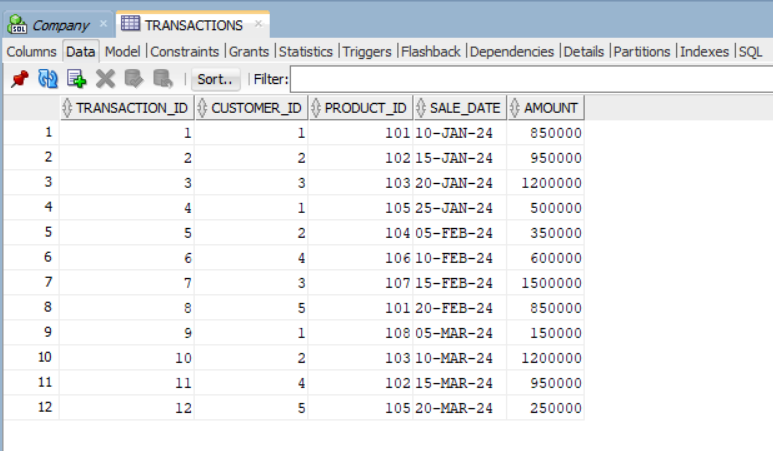 Company TRANSACTIONS
Columns Data Model Constraints Grants Statistics Triggers Flashback Dependencies Details Partitions Indexes SQL
Sort.. Filter:
TRANSACTION_ID CUSTOMER_ID PRODUCT_ID SALE_DATE AMOUNT
1 1 1 101 10-JAN-24 850000
2 2 2 102 15-JAN-24 950000
3 3 3 103 20-JAN-24 1200000
4 4 1 105 25-JAN-24 500000
5 5 2 104 05-FEB-24 350000
6 6 4 106 10-FEB-24 600000
7 7 3 107 15-FEB-24 1500000
8 8 5 101 20-FEB-24 850000
9 9 1 108 05-MAR-24 150000
10 10 2 103 10-MAR-24 1200000
11 11 4 102 15-MAR-24 950000
12 12 5 105 20-MAR-24 250000